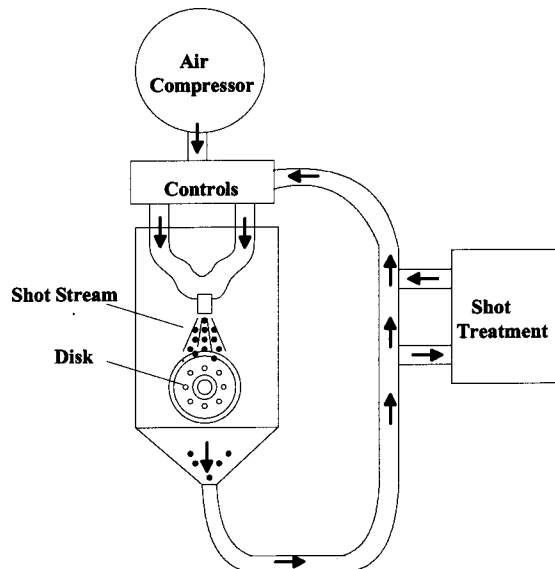 Air
Compressor
Controls
Shot Stream
Disk
Shot
Treatment